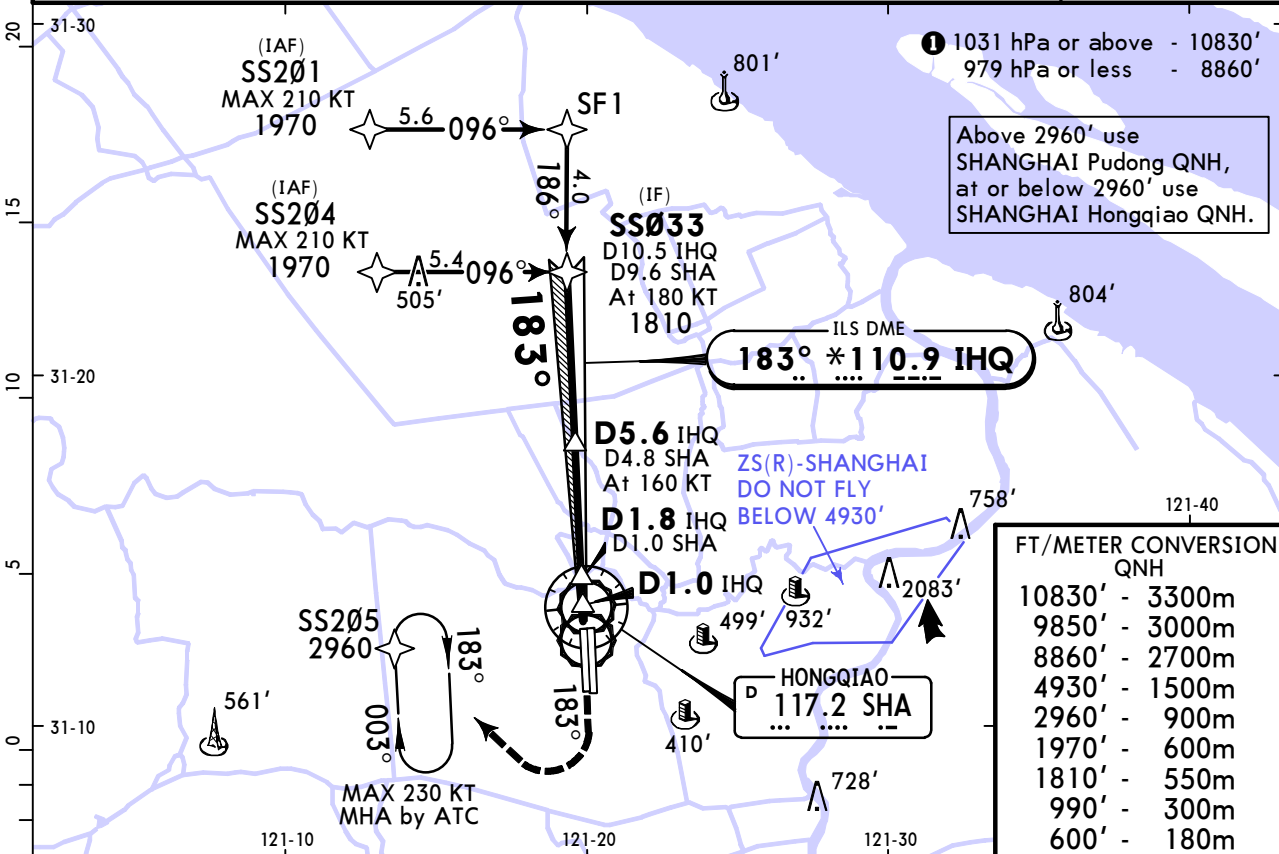 20
15
10
5
0
31-30
31-20
31-10
121-10
121-20
121-30
121-40
(IAF)
SS2Ø1
MAX 210 KT
1970
5.6
096°
SF1
4.0
186°
(IAF)
SS2Ø4
MAX 210 KT
1970
5.4
096°
505'
(IF)
SSØ33
D10.5 IHQ
D9.6 SHA
At 180 KT
1810
183°
801'
804'
1 1031 hPa or above - 10830'
979 hPa or less - 8860'
Above 2960' use
SHANGHAI Pudong QNH,
at or below 2960' use
SHANGHAI Hongqiao QNH.
ILS DME
183° *110.9 IHQ
D5.6 IHQ
D4.8 SHA
At 160 KT
D1.8 IHQ
D1.0 SHA
D1.0 IHQ
ZS(R)-SHANGHAI
DO NOT FLY
BELOW 4930'
758'
2083'
932'
499'
410'
728'
561'
HONGQIAO
D 117.2 SHA
SS2Ø5
2960
183°
003°
MAX 230 KT
MHA by ATC
183°
FT/METER CONVERSION
QNH
10830' - 3300m
9850' - 3000m
8860' - 2700m
4930' - 1500m
2960' - 900m
1970' - 600m
1810' - 550m
990' - 300m
600' - 180m